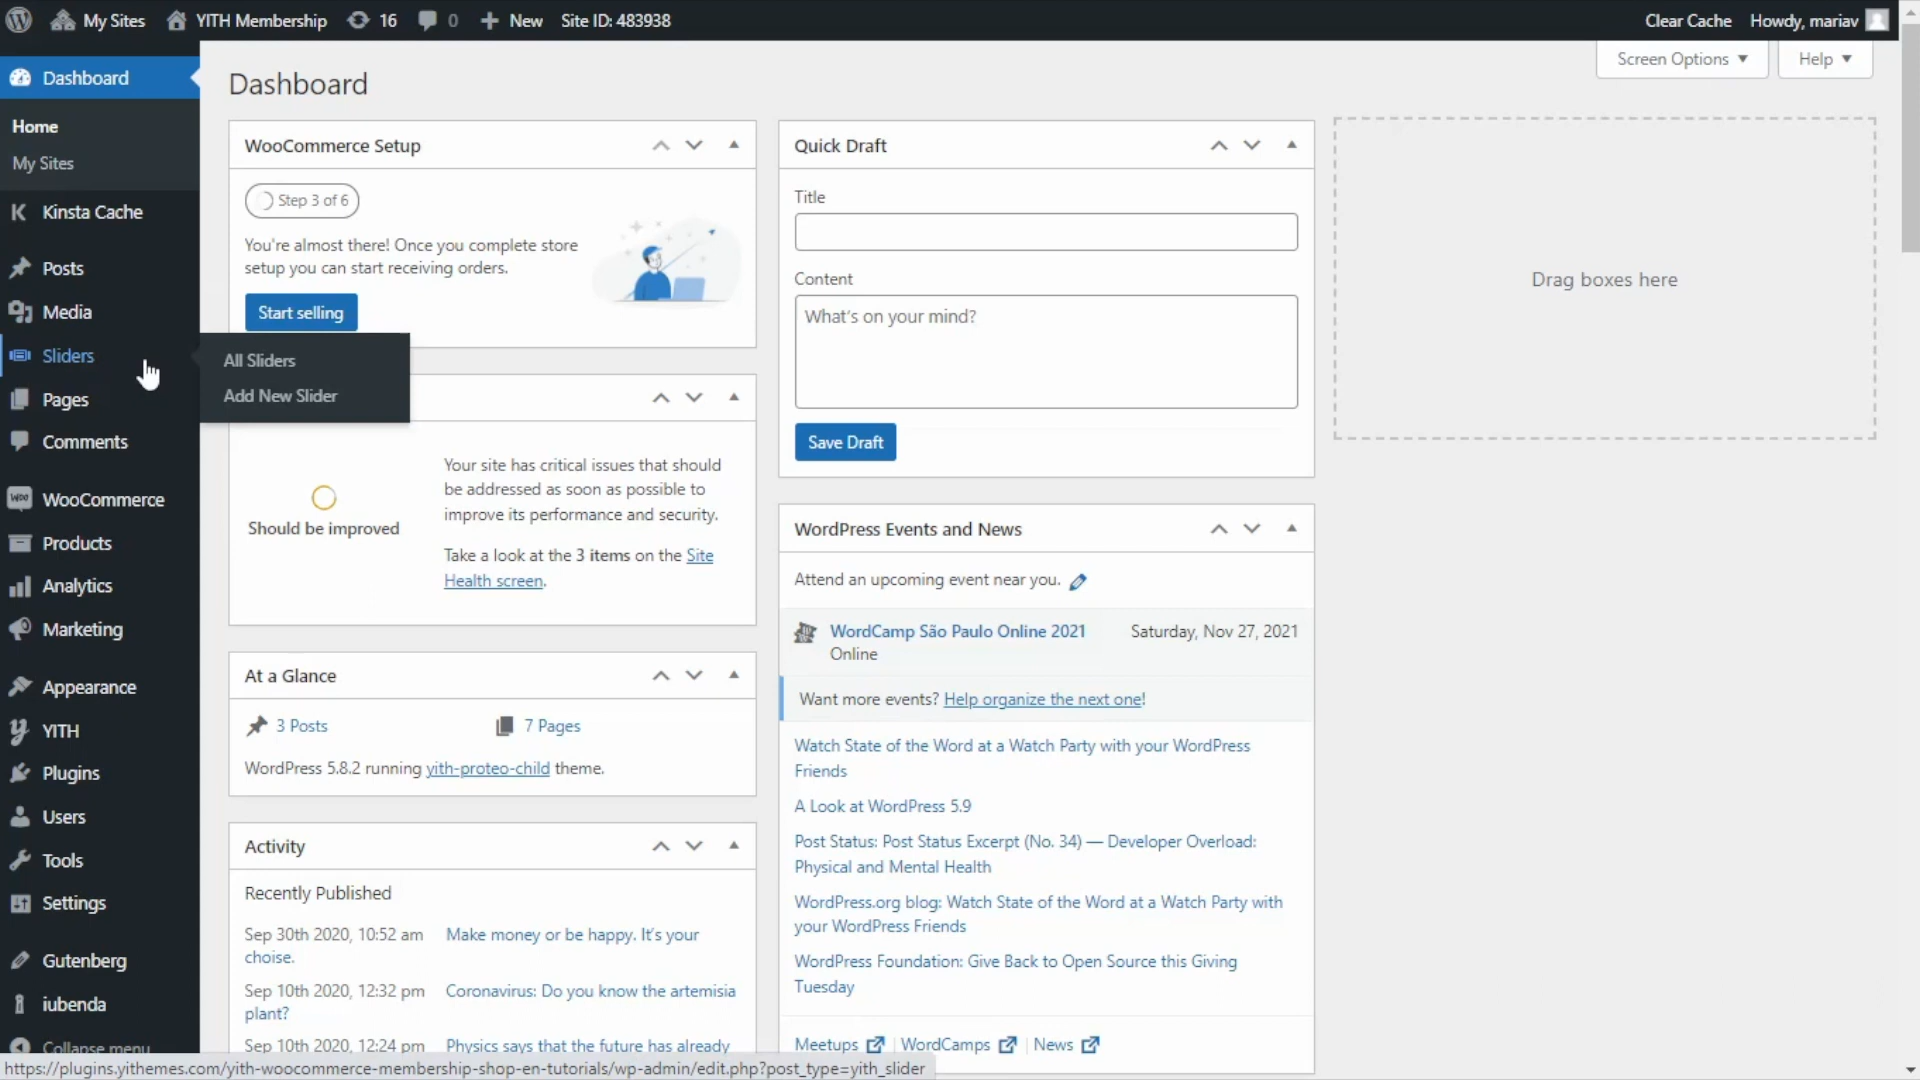 My Sites
YITH Membership
16
0
New
Site ID: 483938
Clear Cache
Howdy, mariav
Dashboard
Home
My Sites
Kinsta Cache
Posts
Media
Sliders
All Sliders
Add New Slider
Pages
Comments
WooCommerce
Products
Analytics
Marketing
Appearance
YITH
Plugins
Users
Tools
Settings
Gutenberg
iubenda
Collapse menu
Screen Options
Help
Dashboard
WooCommerce Setup
Step 3 of 6
You're almost there! Once you complete store
setup you can start receiving orders.
Start selling
Should be improved
Your site has critical issues that should
be addressed as soon as possible to
improve its performance and security.
Take a look at the 3 items on the Site
Health screen.
At a Glance
3 Posts
7 Pages
WordPress 5.8.2 running yith-proteo-child theme.
Activity
Recently Published
Sep 30th 2020, 10:52 am Make money or be happy. It's your
choise.
Sep 10th 2020, 12:32 pm Coronavirus: Do you know the artemisia
plant?
Sep 10th 2020, 12:24 pm Physics says that the future has already
Quick Draft
Title
Content
What's on your mind?
Save Draft
WordPress Events and News
Attend an upcoming event near you.
WordCamp São Paulo Online 2021 Saturday, Nov 27, 2021
Online
Want more events? Help organize the next one!
Watch State of the Word at a Watch Party with your WordPress
Friends
A Look at WordPress 5.9
Post Status: Post Status Excerpt (No. 34) — Developer Overload:
Physical and Mental Health
WordPress.org blog: Watch State of the Word at a Watch Party with
your WordPress Friends
WordPress Foundation: Give Back to Open Source this Giving
Tuesday
Meetups | WordCamps | News
Drag boxes here
https://plugins.yithemes.com/yith-woocommerce-membership-shop-en-tutorials/wp-admin/edit.php?post_type=yith_slider